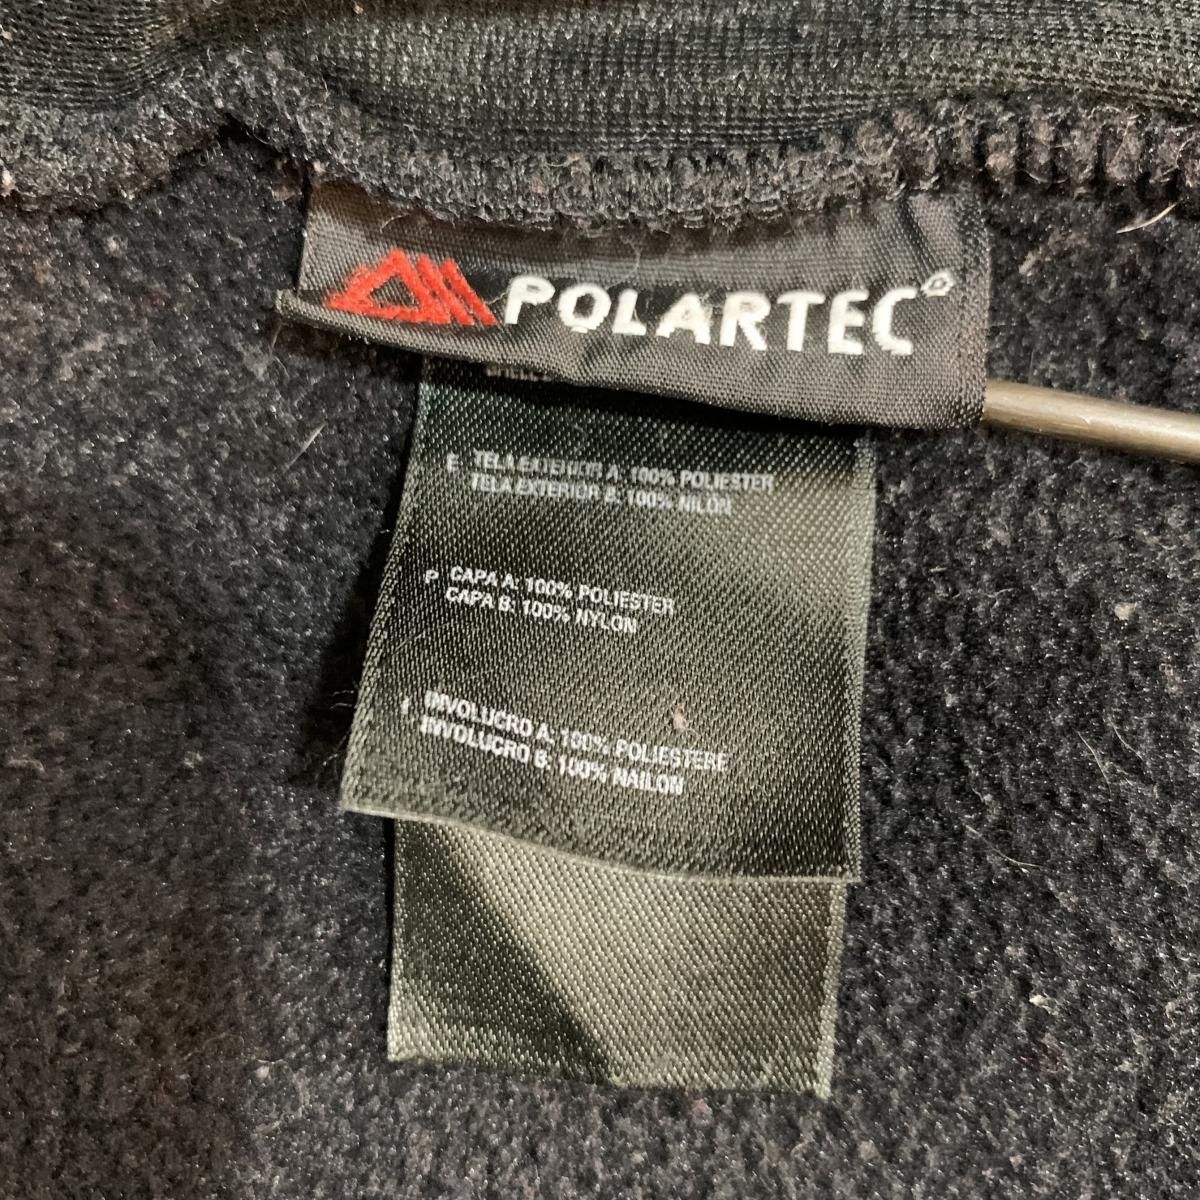 POLARTEC®
E TELA EXTERIOR A: 100% POLIESTER
TELA EXTERIOR B: 100% NILON
P CAPA A: 100% POLIESTER
CAPA B: 100% NYLON
I INVOLUCRO A: 100% POLIESTERE
INVOLUCRO B: 100% NAILON